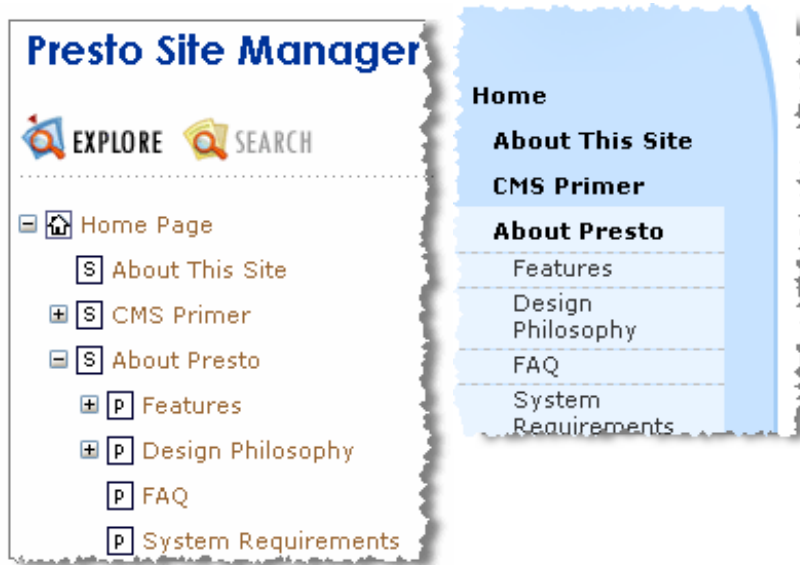 Presto Site Manager
EXPLORE SEARCH
Home Page
S About This Site
S CMS Primer
S About Presto
P Features
P Design Philosophy
P FAQ
P System Requirements
Home
About This Site
CMS Primer
About Presto
Features
Design
Philosophy
FAQ
System
Requirements